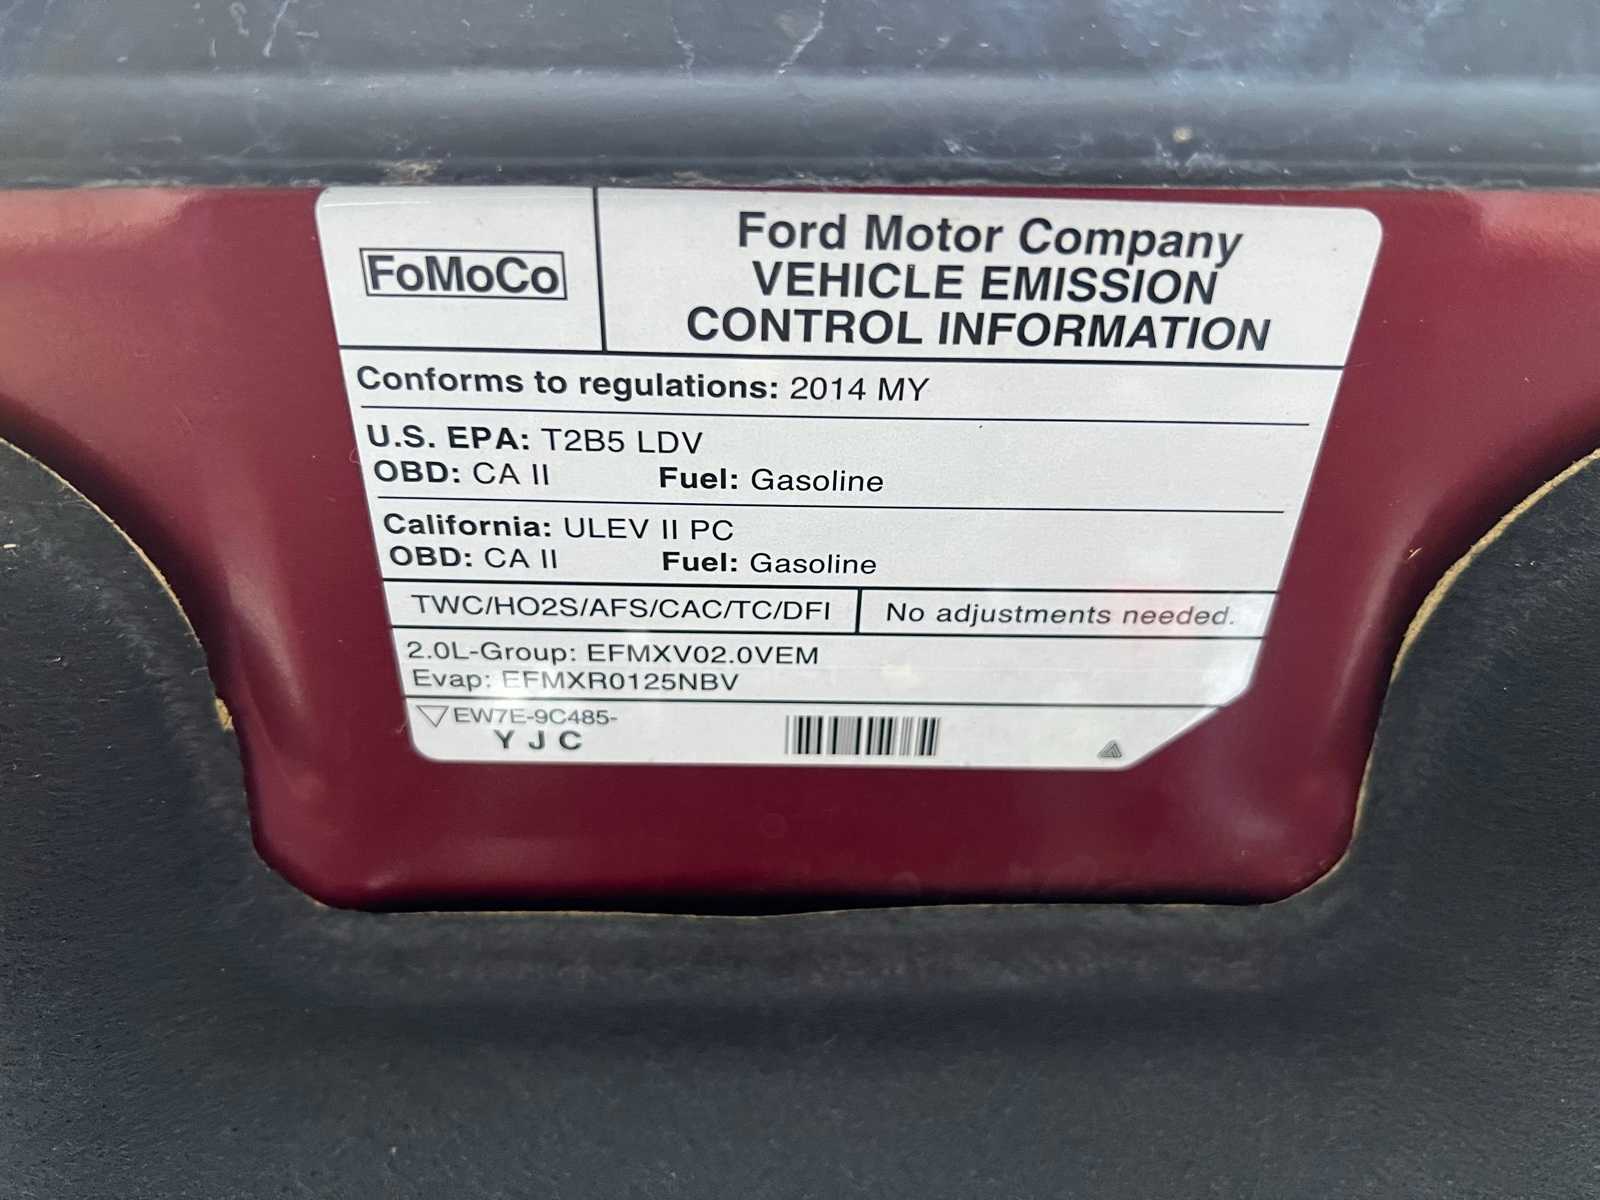 FoMoCo
Ford Motor Company
VEHICLE EMISSION
CONTROL INFORMATION
Conforms to regulations: 2014 MY
U.S. EPA: T2B5 LDV
OBD: CA II Fuel: Gasoline
California: ULEV II PC
OBD: CA II Fuel: Gasoline
TWC/HO2S/AFS/CAC/TC/DFI No adjustments needed.
2.0L-Group: EFMXV02.0VEM
Evap: EFMXR0125NBV
EW7E-9C485-
Y J C